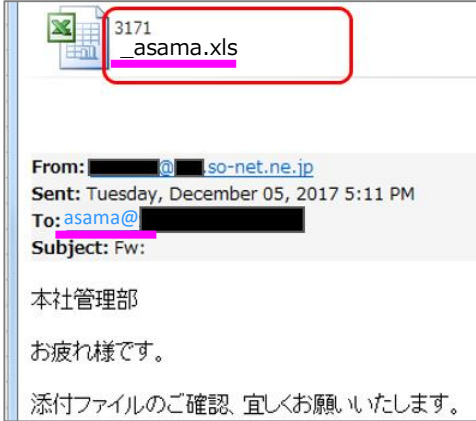 3171
_asama.xls
From: @ .so-net.ne.jp
Sent: Tuesday, December 05, 2017 5:11 PM
To: asama@
Subject: Fw:
本社管理部
お疲れ様です。
添付ファイルのご確認、宜しくお願いいたします。